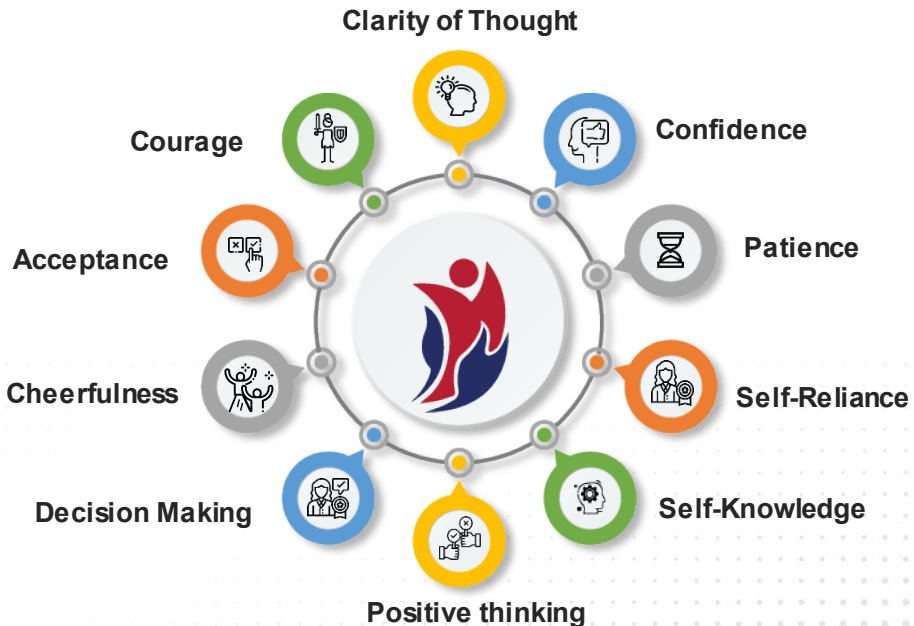 Clarity of Thought
Confidence
Patience
Self-Reliance
Self-Knowledge
Positive thinking
Decision Making
Cheerfulness
Acceptance
Courage